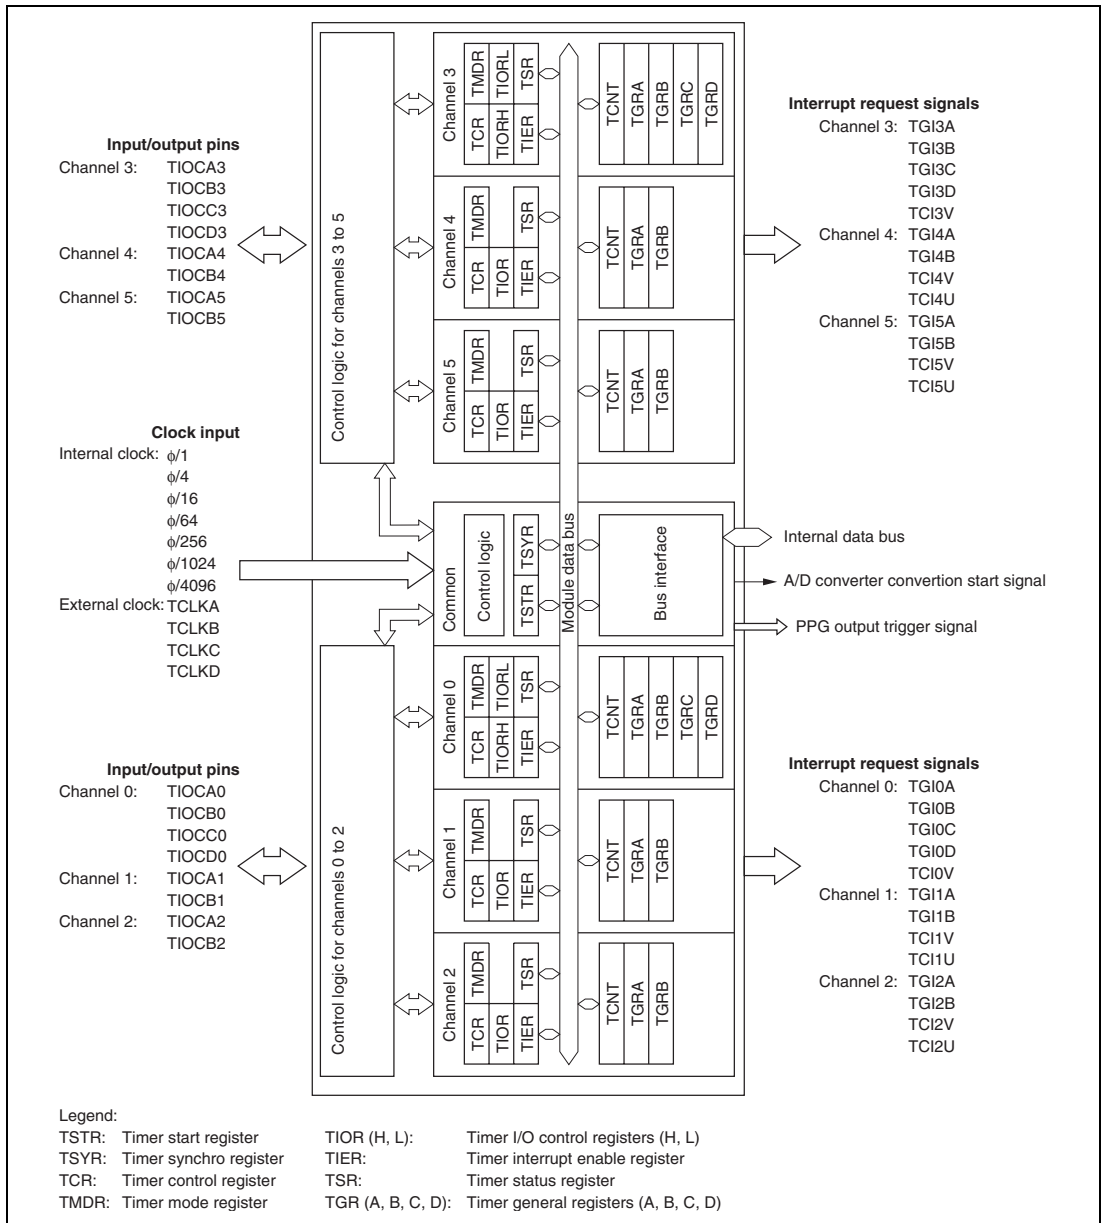 Input/output pins
Channel 3: TIOCA3
TIOCB3
TIOCC3
TIOCD3
Channel 4: TIOCA4
TIOCB4
Channel 5: TIOCA5
TIOCB5
Clock input
Internal clock: ϕ/1
ϕ/4
ϕ/16
ϕ/64
ϕ/256
ϕ/1024
ϕ/4096
External clock: TCLKA
TCLKB
TCLKC
TCLKD
Input/output pins
Channel 0: TIOCA0
TIOCB0
TIOCC0
TIOCD0
Channel 1: TIOCA1
TIOCB1
Channel 2: TIOCA2
TIOCB2
Control logic for channels 3 to 5
Control logic for channels 0 to 2
Channel 3
TCR TMDR
TIORH TIORL
TIER TSR
TCNT
TGRA
TGRB
TGRC
TGRD
Channel 4
TCR TMDR
TIOR
TIER TSR
TCNT
TGRA
TGRB
Channel 5
TCR TMDR
TIOR
TIER TSR
TCNT
TGRA
TGRB
Common
Control logic
TSTR TSYR
Module data bus
Bus interface
Channel 0
TCR TMDR
TIORH TIORL
TIER TSR
TCNT
TGRA
TGRB
TGRC
TGRD
Channel 1
TCR TMDR
TIOR
TIER TSR
TCNT
TGRA
TGRB
Channel 2
TCR TMDR
TIOR
TIER TSR
TCNT
TGRA
TGRB
Interrupt request signals
Channel 3: TGI3A
TGI3B
TGI3C
TGI3D
TCI3V
Channel 4: TGI4A
TGI4B
TCI4V
TCI4U
Channel 5: TGI5A
TGI5B
TCI5V
TCI5U
Internal data bus
A/D converter convertion start signal
PPG output trigger signal
Interrupt request signals
Channel 0: TGI0A
TGI0B
TGI0C
TGI0D
TCI0V
Channel 1: TGI1A
TGI1B
TCI1V
TCI1U
Channel 2: TGI2A
TGI2B
TCI2V
TCI2U
Legend:
TSTR: Timer start register TIOR (H, L): Timer I/O control registers (H, L)
TSYR: Timer synchro register TIER: Timer interrupt enable register
TCR: Timer control register TSR: Timer status register
TMDR: Timer mode register TGR (A, B, C, D): Timer general registers (A, B, C, D)